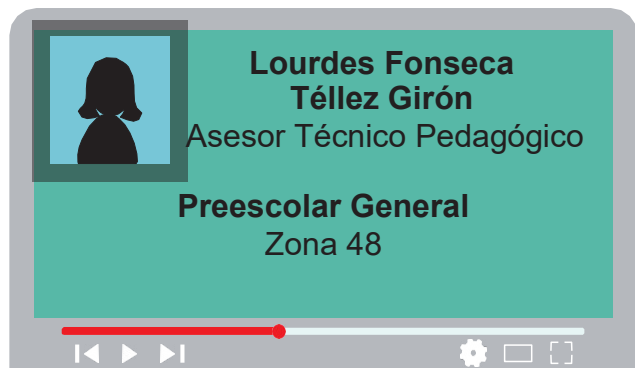 Lourdes Fonseca
Téllez Girón
Asesor Técnico Pedagógico
Preescolar General
Zona 48